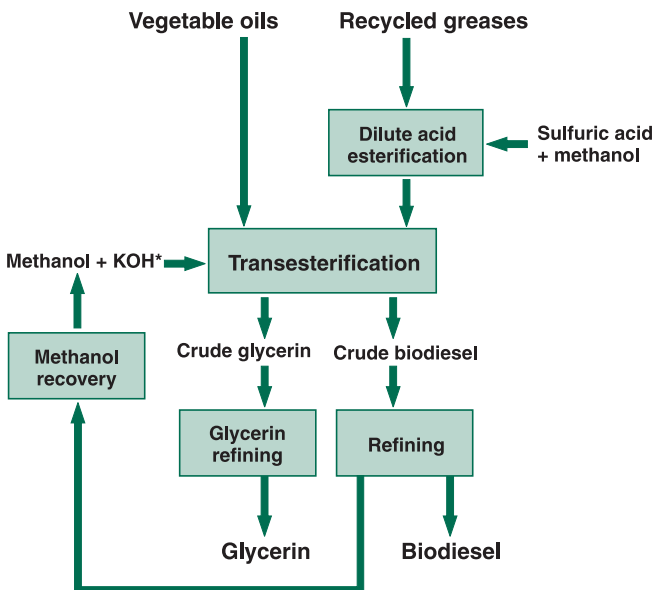 Vegetable oils
Recycled greases
Dilute acid
esterification
Sulfuric acid
+ methanol
Methanol + KOH*
Transesterification
Methanol
recovery
Crude glycerin
Crude biodiesel
Glycerin
refining
Refining
Glycerin
Biodiesel